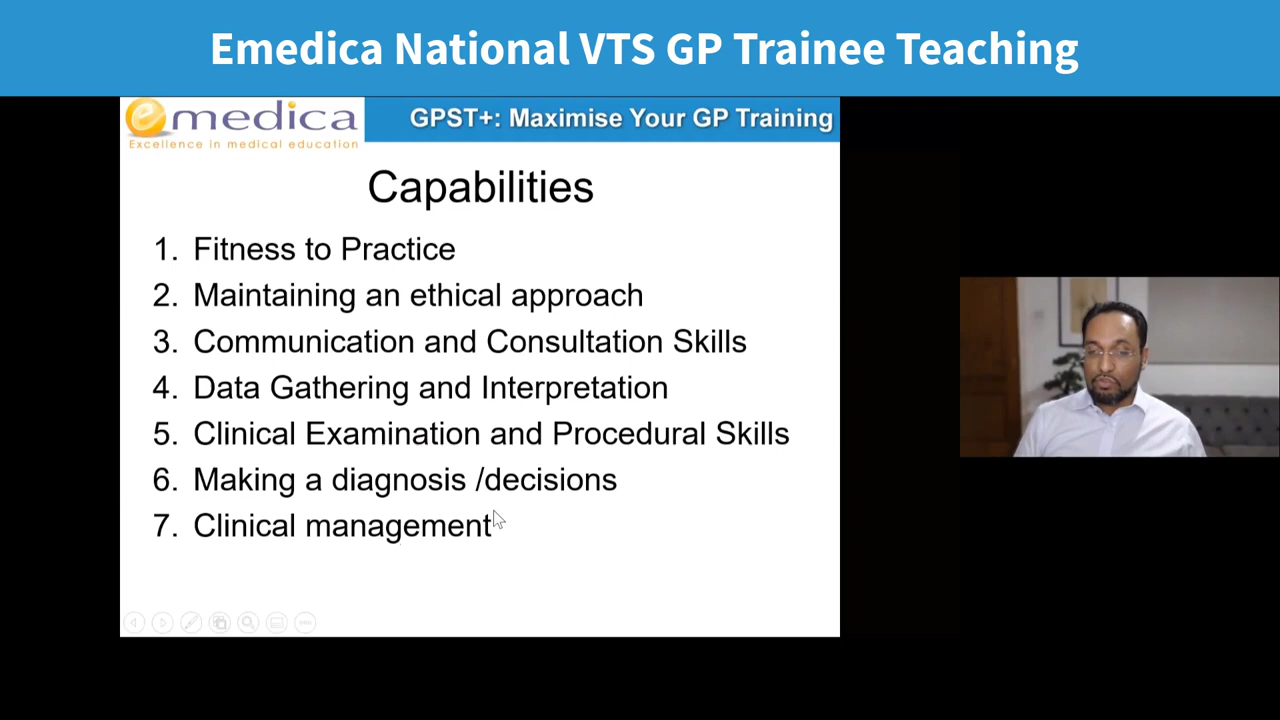 Emedica National VTS GP Trainee Teaching
emedica
Excellence in medical education
GPST+: Maximise Your GP Training
Capabilities
1. Fitness to Practice
2. Maintaining an ethical approach
3. Communication and Consultation Skills
4. Data Gathering and Interpretation
5. Clinical Examination and Procedural Skills
6. Making a diagnosis /decisions
7. Clinical management